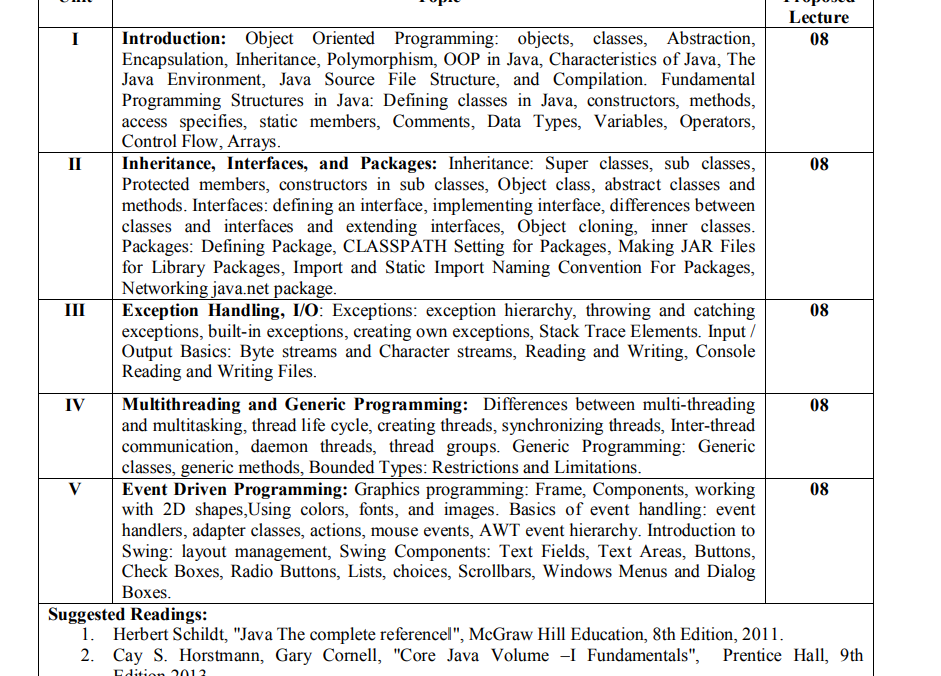 Unit Topic Proposed
Lecture
I Introduction: Object Oriented Programming: objects, classes, Abstraction, 08
Encapsulation, Inheritance, Polymorphism, OOP in Java, Characteristics of Java, The
Java Environment, Java Source File Structure, and Compilation. Fundamental
Programming Structures in Java: Defining classes in Java, constructors, methods,
access specifies, static members, Comments, Data Types, Variables, Operators,
Control Flow, Arrays.
II Inheritance, Interfaces, and Packages: Inheritance: Super classes, sub classes, 08
Protected members, constructors in sub classes, Object class, abstract classes and
methods. Interfaces: defining an interface, implementing interface, differences between
classes and interfaces and extending interfaces, Object cloning, inner classes.
Packages: Defining Package, CLASSPATH Setting for Packages, Making JAR Files
for Library Packages, Import and Static Import Naming Convention For Packages,
Networking java.net package.
III Exception Handling, I/O: Exceptions: exception hierarchy, throwing and catching 08
exceptions, built-in exceptions, creating own exceptions, Stack Trace Elements. Input /
Output Basics: Byte streams and Character streams, Reading and Writing, Console
Reading and Writing Files.
IV Multithreading and Generic Programming: Differences between multi-threading 08
and multitasking, thread life cycle, creating threads, synchronizing threads, Inter-thread
communication, daemon threads, thread groups. Generic Programming: Generic
classes, generic methods, Bounded Types: Restrictions and Limitations.
V Event Driven Programming: Graphics programming: Frame, Components, working 08
with 2D shapes,Using colors, fonts, and images. Basics of event handling: event
handlers, adapter classes, actions, mouse events, AWT event hierarchy. Introduction to
Swing: layout management, Swing Components: Text Fields, Text Areas, Buttons,
Check Boxes, Radio Buttons, Lists, choices, Scrollbars, Windows Menus and Dialog
Boxes.
Suggested Readings:
1. Herbert Schildt, "Java The complete reference‖", McGraw Hill Education, 8th Edition, 2011.
2. Cay S. Horstmann, Gary Cornell, "Core Java Volume –I Fundamentals", Prentice Hall, 9th
Edition,2013